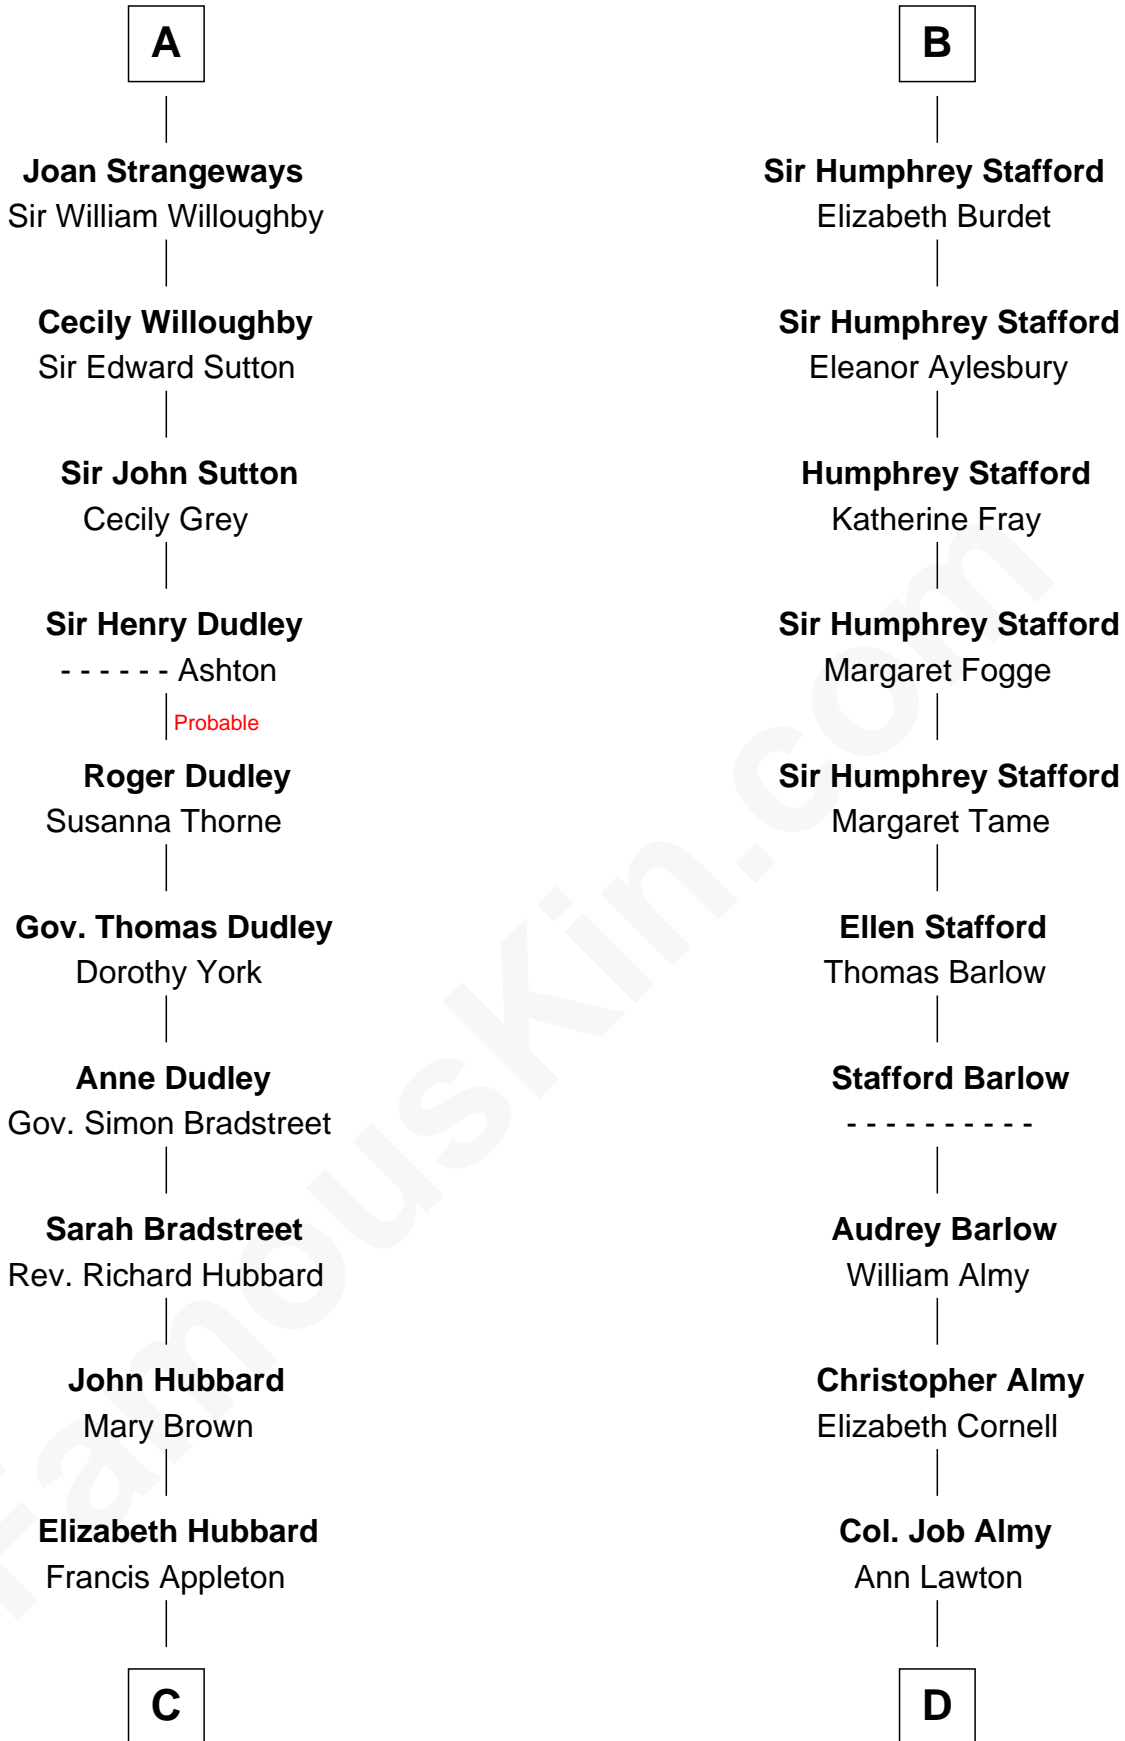 A
Joan Strangeways
Sir William Willoughby
Cecily Willoughby
Sir Edward Sutton
Sir John Sutton
Cecily Grey
Sir Henry Dudley
- - - - - - Ashton
Probable
Roger Dudley
Susanna Thorne
Gov. Thomas Dudley
Dorothy York
Anne Dudley
Gov. Simon Bradstreet
Sarah Bradstreet
Rev. Richard Hubbard
John Hubbard
Mary Brown
Elizabeth Hubbard
Francis Appleton
C
B
Sir Humphrey Stafford
Elizabeth Burdet
Sir Humphrey Stafford
Eleanor Aylesbury
Humphrey Stafford
Katherine Fray
Sir Humphrey Stafford
Margaret Fogge
Sir Humphrey Stafford
Margaret Tame
Ellen Stafford
Thomas Barlow
Stafford Barlow
- - - - - - - - - -
Audrey Barlow
William Almy
Christopher Almy
Elizabeth Cornell
Col. Job Almy
Ann Lawton
D
FamousKin.com